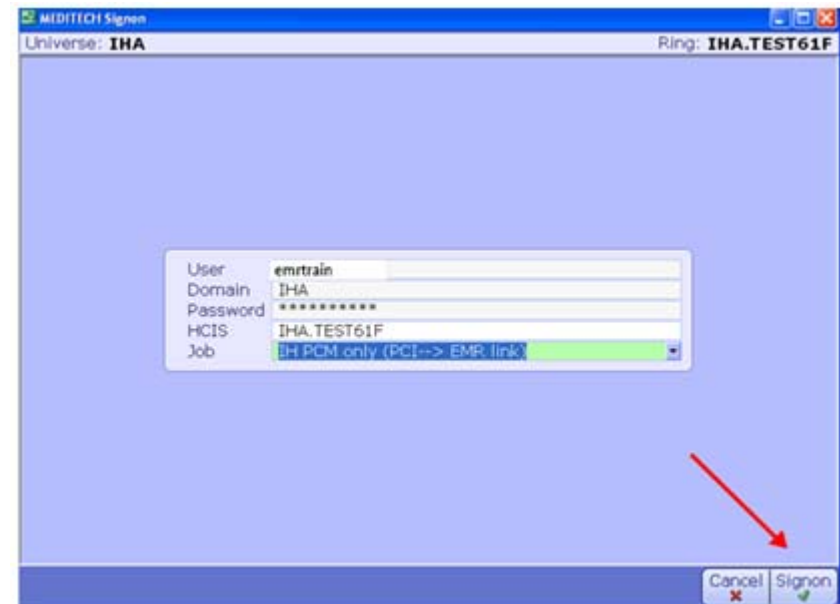 MEDITECH Signon
Universe: IHA Ring: IHA.TEST61F
User emrtrain
Domain IHA
Password **********
HCIS IHA.TEST61F
Job IH PCM only (PCI--> EMR link)
Cancel Signon